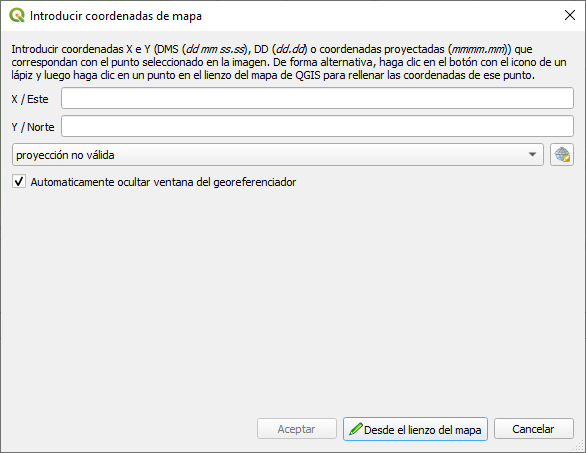 Introducir coordenadas de mapa
Introducir coordenadas X e Y (DMS (dd mm ss.ss), DD (dd.dd) o coordenadas proyectadas (mmmm.mm)) que
correspondan con el punto seleccionado en la imagen. De forma alternativa, haga clic en el botón con el icono de un
lápiz y luego haga clic en un punto en el lienzo del mapa de QGIS para rellenar las coordenadas de ese punto.
X / Este
Y / Norte
proyección no válida
Automaticamente ocultar ventana del georeferenciador
Aceptar
Desde el lienzo del mapa
Cancelar